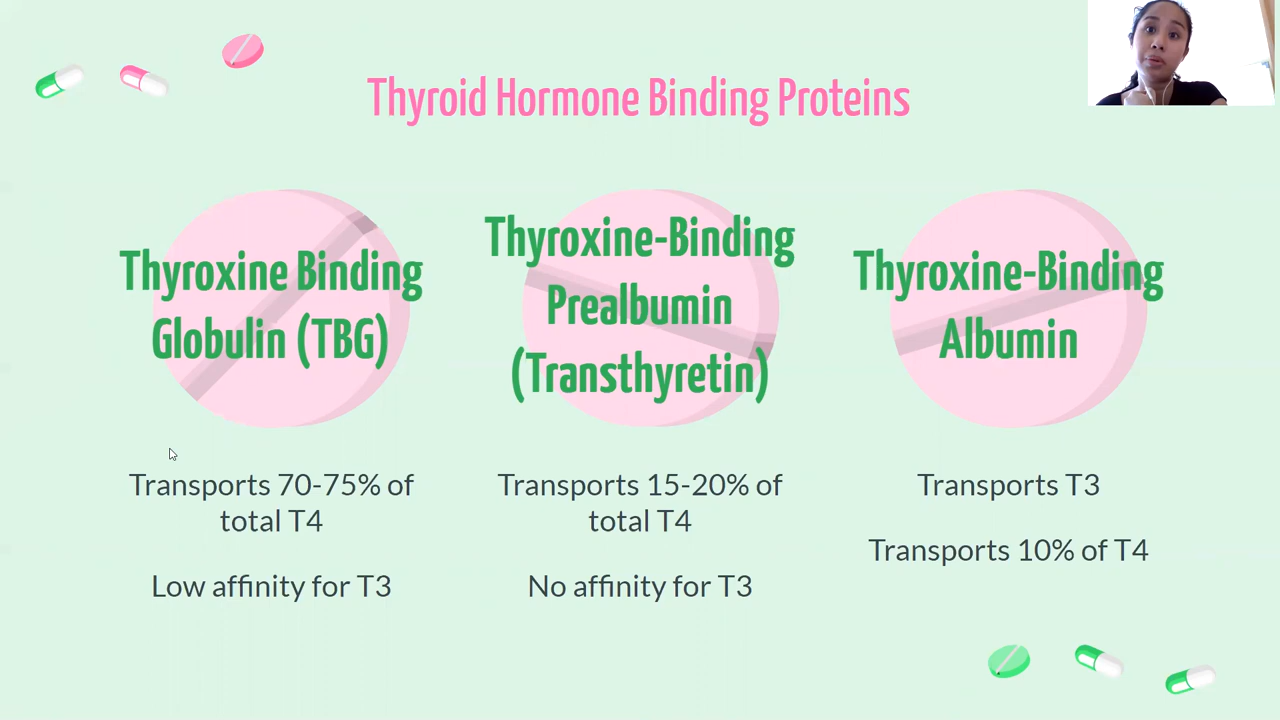 Thyroid Hormone Binding Proteins
Thyroxine Binding
Globulin (TBG)
Transports 70-75% of
total T4
Low affinity for T3
Thyroxine-Binding
Prealbumin
(Transthyretin)
Transports 15-20% of
total T4
No affinity for T3
Thyroxine-Binding
Albumin
Transports T3
Transports 10% of T4